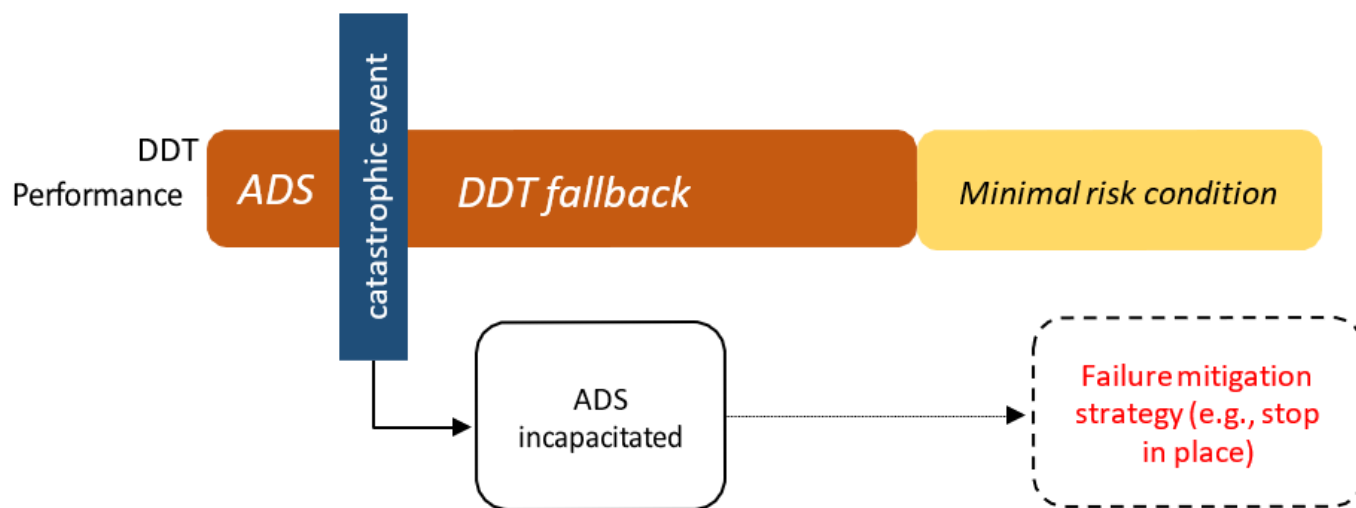 DDT
Performance
ADS
catastrophic event
DDT fallback
Minimal risk condition
ADS
incapacitated
Failure mitigation
strategy (e.g., stop
in place)